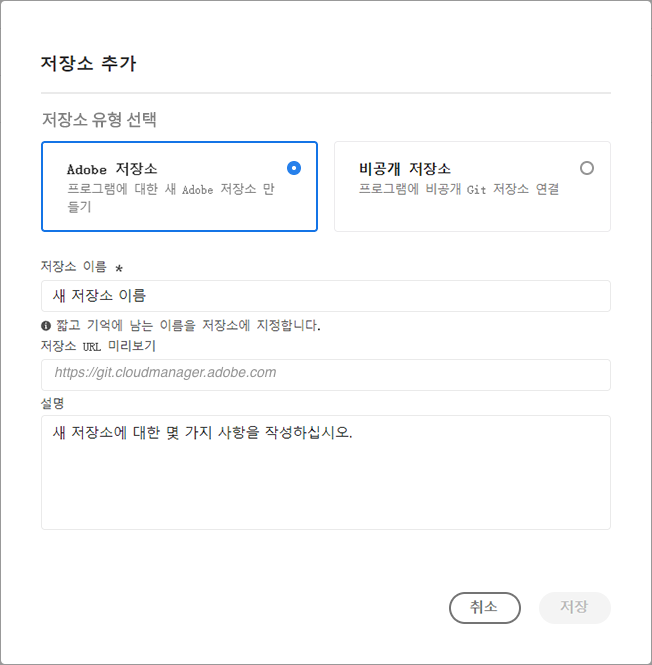 저장소 추가
저장소 유형 선택
Adobe 저장소
프로그램에 대한 새 Adobe 저장소 만
들기
비공개 저장소
프로그램에 비공개 Git 저장소 연결
저장소 이름 *
새 저장소 이름
짧고 기억에 남는 이름을 저장소에 지정합니다.
저장소 URL 미리보기
https://git.cloudmanager.adobe.com
설명
새 저장소에 대한 몇 가지 사항을 작성하십시오.
취소
저장